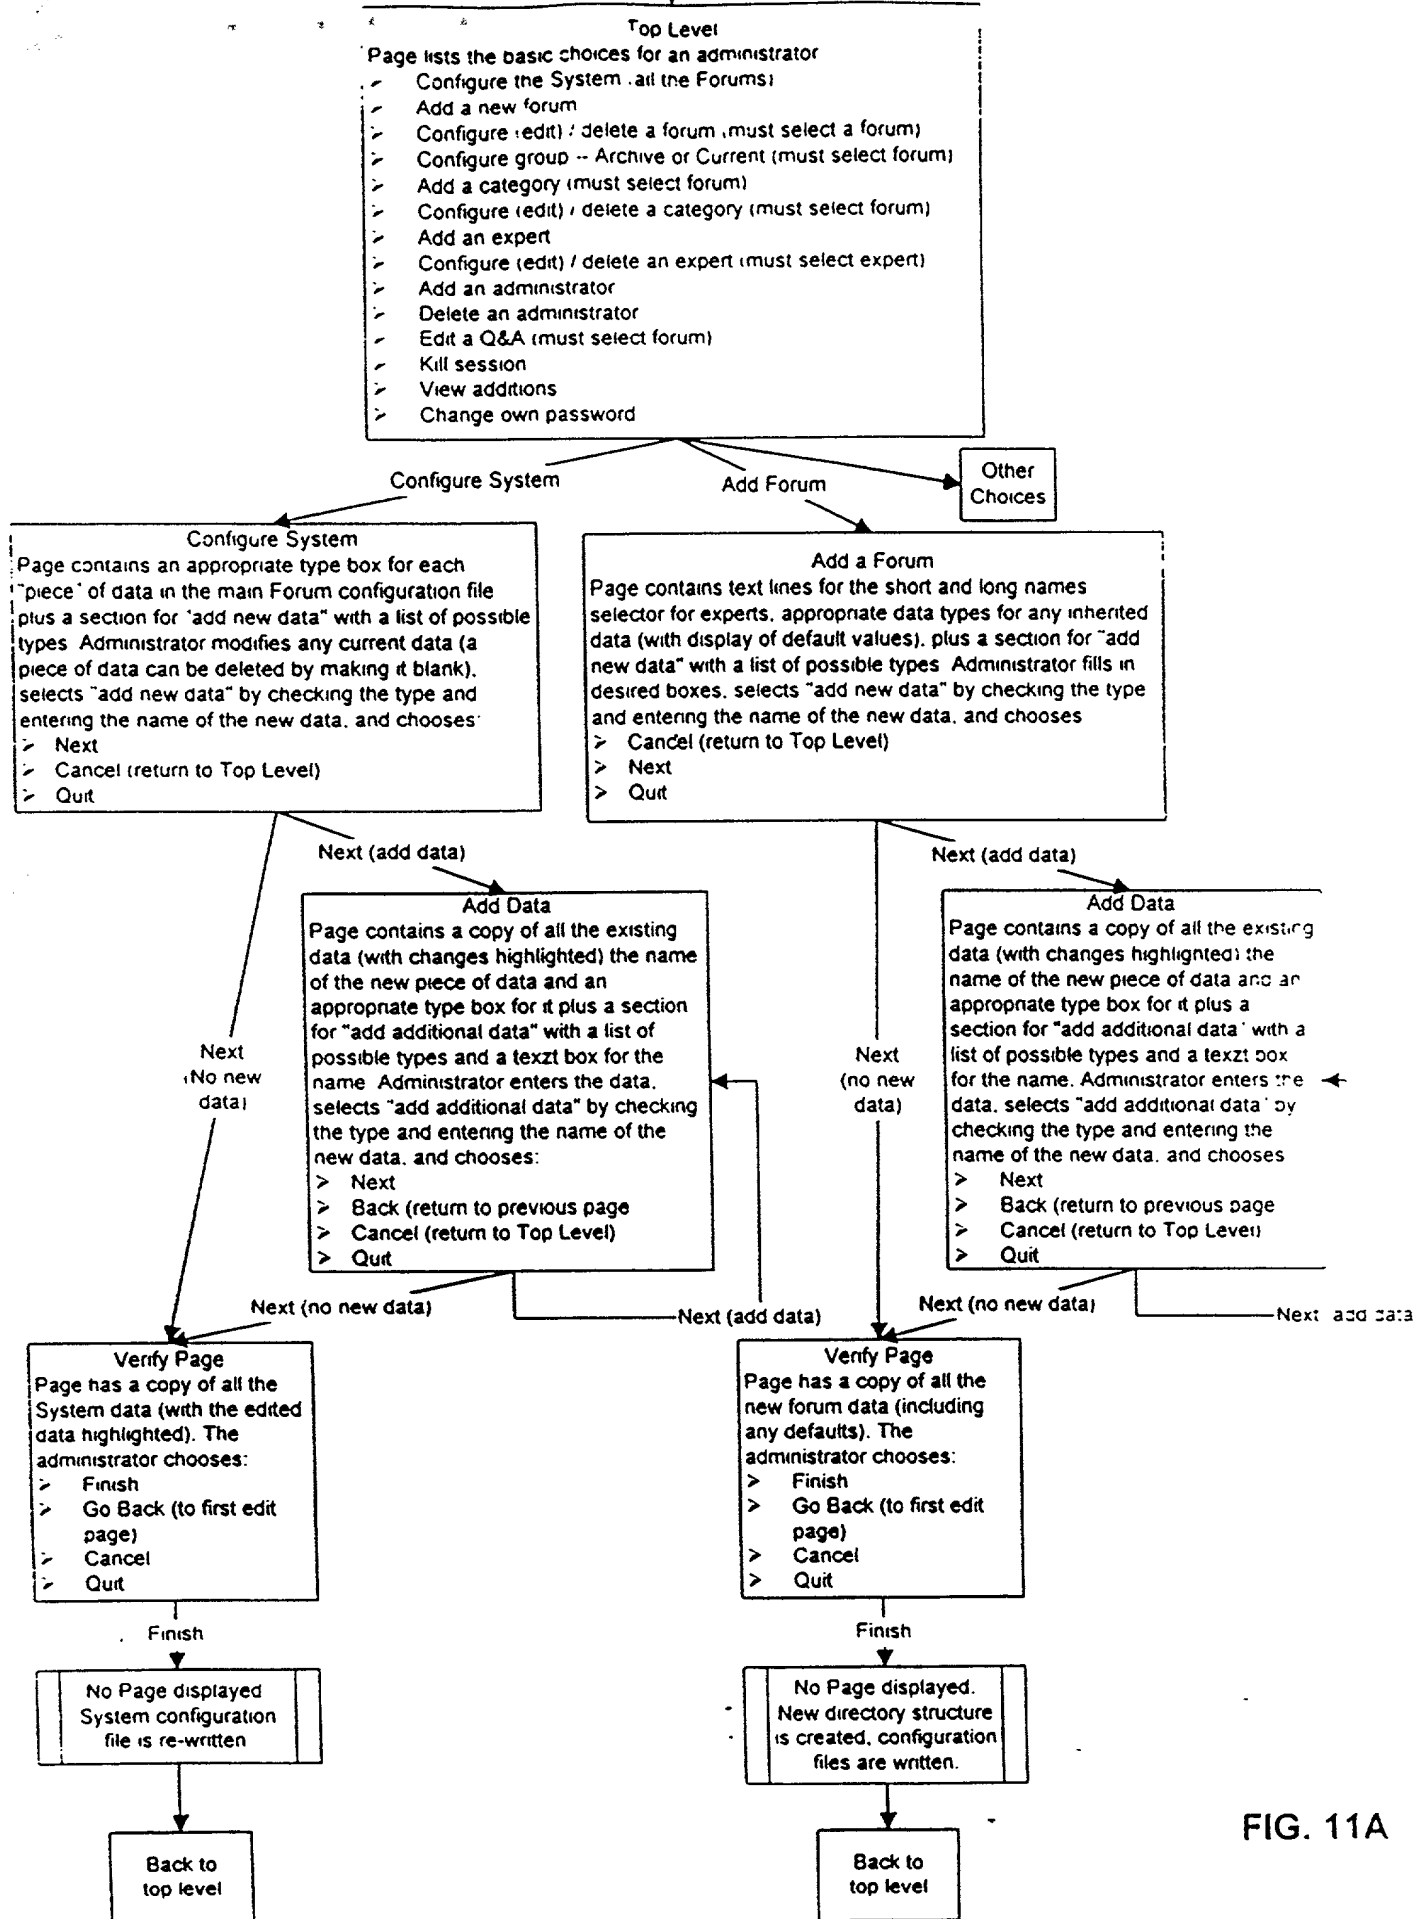 Top Level
Page lists the basic choices for an administrator
➢ Configure the System (all the Forums)
➢ Add a new forum
➢ Configure (edit) / delete a forum (must select a forum)
➢ Configure group -- Archive or Current (must select forum)
➢ Add a category (must select forum)
➢ Configure (edit) / delete a category (must select forum)
➢ Add an expert
➢ Configure (edit) / delete an expert (must select expert)
➢ Add an administrator
➢ Delete an administrator
➢ Edit a Q&A (must select forum)
➢ Kill session
➢ View additions
➢ Change own password
Configure System
Add Forum
Other
Choices
Configure System
Page contains an appropriate type box for each
"piece" of data in the main Forum configuration file
plus a section for "add new data" with a list of possible
types Administrator modifies any current data (a
piece of data can be deleted by making it blank),
selects "add new data" by checking the type and
entering the name of the new data, and chooses:
➢ Next
➢ Cancel (return to Top Level)
➢ Quit
Add a Forum
Page contains text lines for the short and long names
selector for experts, appropriate data types for any inherited
data (with display of default values), plus a section for "add
new data" with a list of possible types Administrator fills in
desired boxes, selects "add new data" by checking the type
and entering the name of the new data, and chooses
➢ Cancel (return to Top Level)
➢ Next
➢ Quit
Next (add data)
Next (add data)
Add Data
Page contains a copy of all the existing
data (with changes highlighted) the name
of the new piece of data and an
appropriate type box for it plus a section
for "add additional data" with a list of
possible types and a texzt box for the
name Administrator enters the data,
selects "add additional data" by checking
the type and entering the name of the
new data, and chooses:
➢ Next
➢ Back (return to previous page
➢ Cancel (return to Top Level)
➢ Quit
Add Data
Page contains a copy of all the existing
data (with changes highlighted) the
name of the new piece of data and an
appropriate type box for it plus a
section for "add additional data" with a
list of possible types and a texzt box
for the name. Administrator enters the
data, selects "add additional data" by
checking the type and entering the
name of the new data, and chooses
➢ Next
➢ Back (return to previous page
➢ Cancel (return to Top Level)
➢ Quit
Next
(No new
data)
Next
(no new
data)
Next (no new data)
Next (add data)
Next (no new data)
Next add data
Verify Page
Page has a copy of all the
System data (with the edited
data highlighted). The
administrator chooses:
➢ Finish
➢ Go Back (to first edit
page)
➢ Cancel
➢ Quit
Verify Page
Page has a copy of all the
new forum data (including
any defaults). The
administrator chooses:
➢ Finish
➢ Go Back (to first edit
page)
➢ Cancel
➢ Quit
Finish
Finish
No Page displayed
System configuration
file is re-written
No Page displayed.
New directory structure
is created, configuration
files are written.
Back to
top level
Back to
top level
FIG. 11A